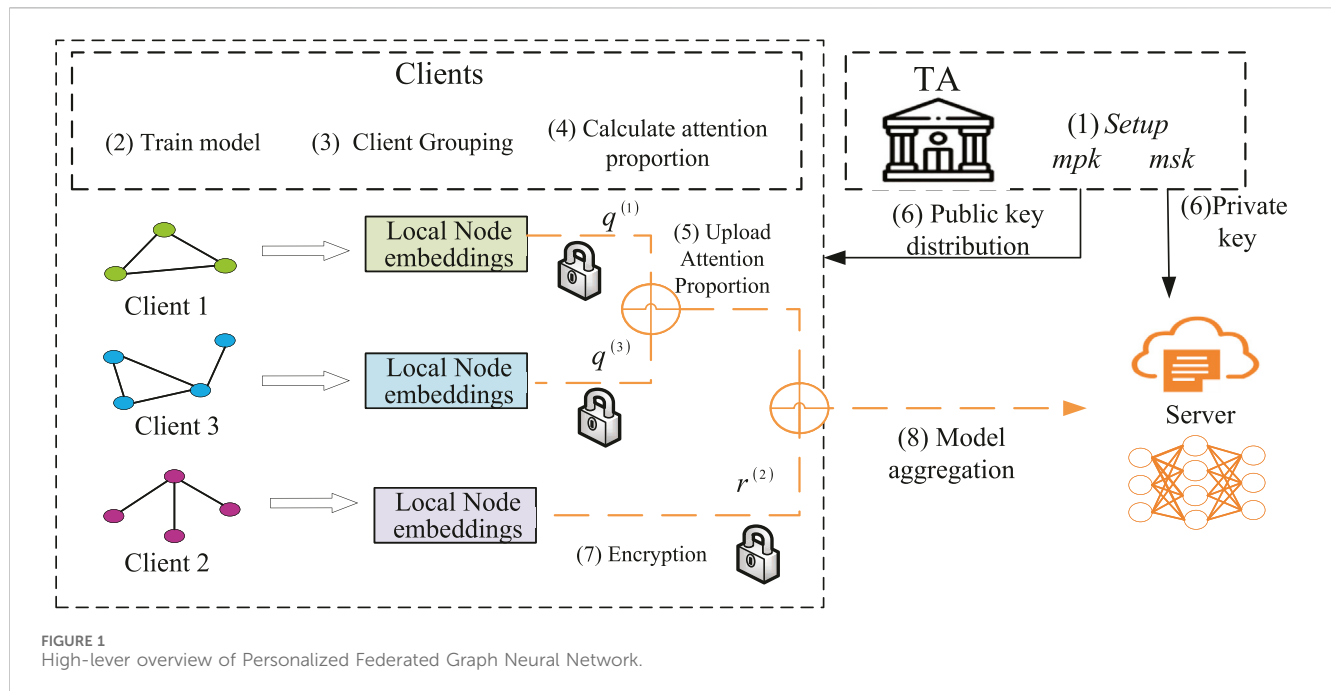 Clients
(2) Train model
(3) Client Grouping
(4) Calculate attention
proportion
TA
(1) Setup
mpk msk
(6) Public key
distribution
(6)Private
key
Local Node
embeddings
q(1)
(5) Upload
Attention
Proportion
Client 1
Local Node
embeddings
q(3)
Client 3
Server
(8) Model
aggregation
Local Node
embeddings
r(2)
(7) Encryption
Client 2
FIGURE 1
High-lever overview of Personalized Federated Graph Neural Network.